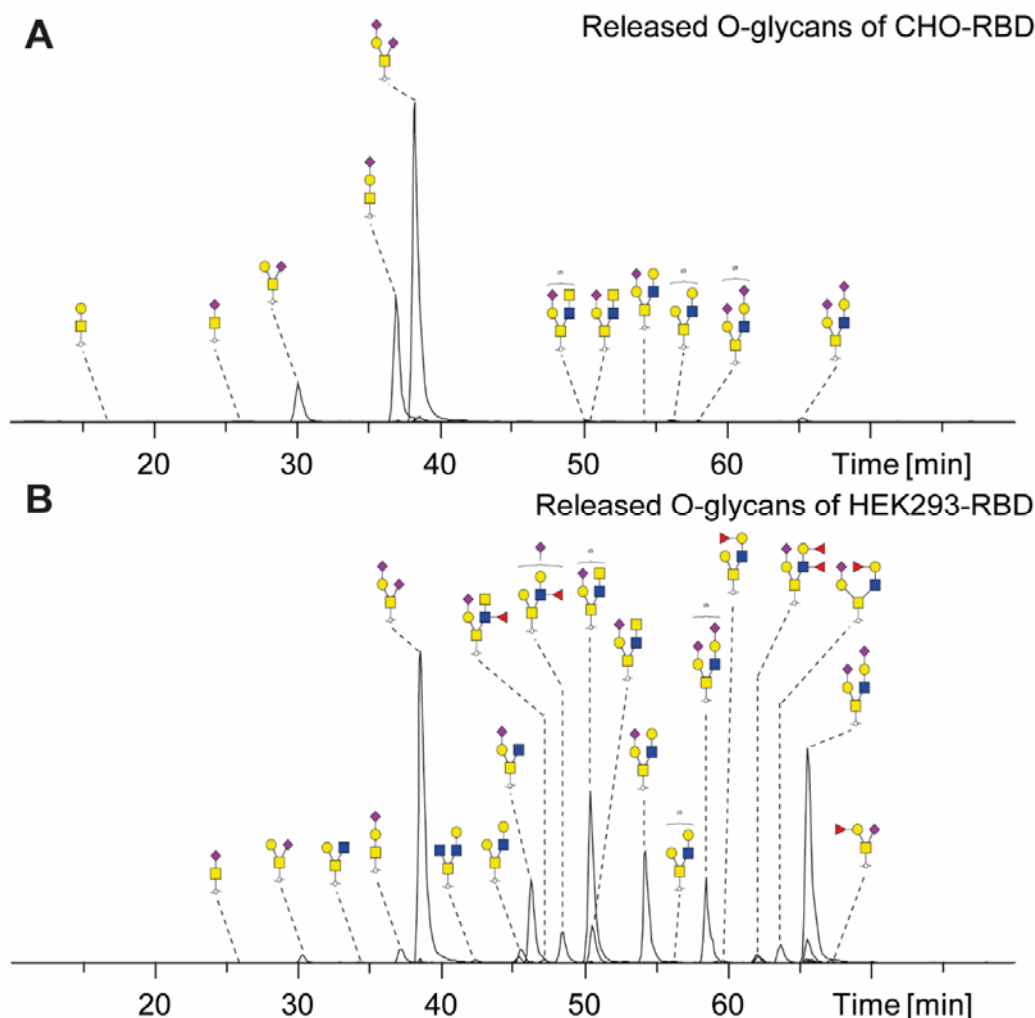 A
Released O-glycans of CHO-RBD
s
s
s
20
30
40
50
60
Time [min]
B
Released O-glycans of HEK293-RBD
s
s
s
20
30
40
50
60
Time [min]